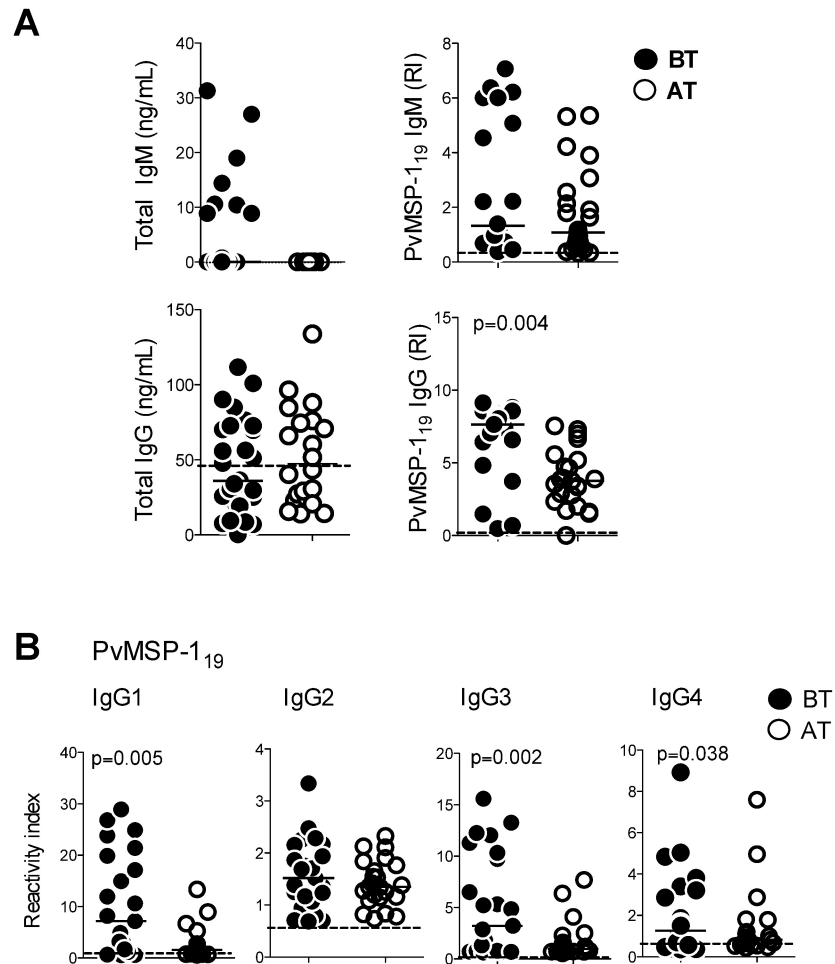 A
40
30
20
10
0
Total IgM (ng/mL)
8
6
4
2
0
PvMSP-1₁₉ IgM (RI)
BT
AT
150
100
50
0
Total IgG (ng/mL)
15
10
5
0
PvMSP-1₁₉ IgG (RI)
p=0.004
B PvMSP-1₁₉
IgG1
IgG2
IgG3
IgG4
BT
AT
40
30
20
10
0
Reactivity index
p=0.005
4
3
2
1
0
20
15
10
5
0
p=0.002
10
8
6
4
2
0
p=0.038